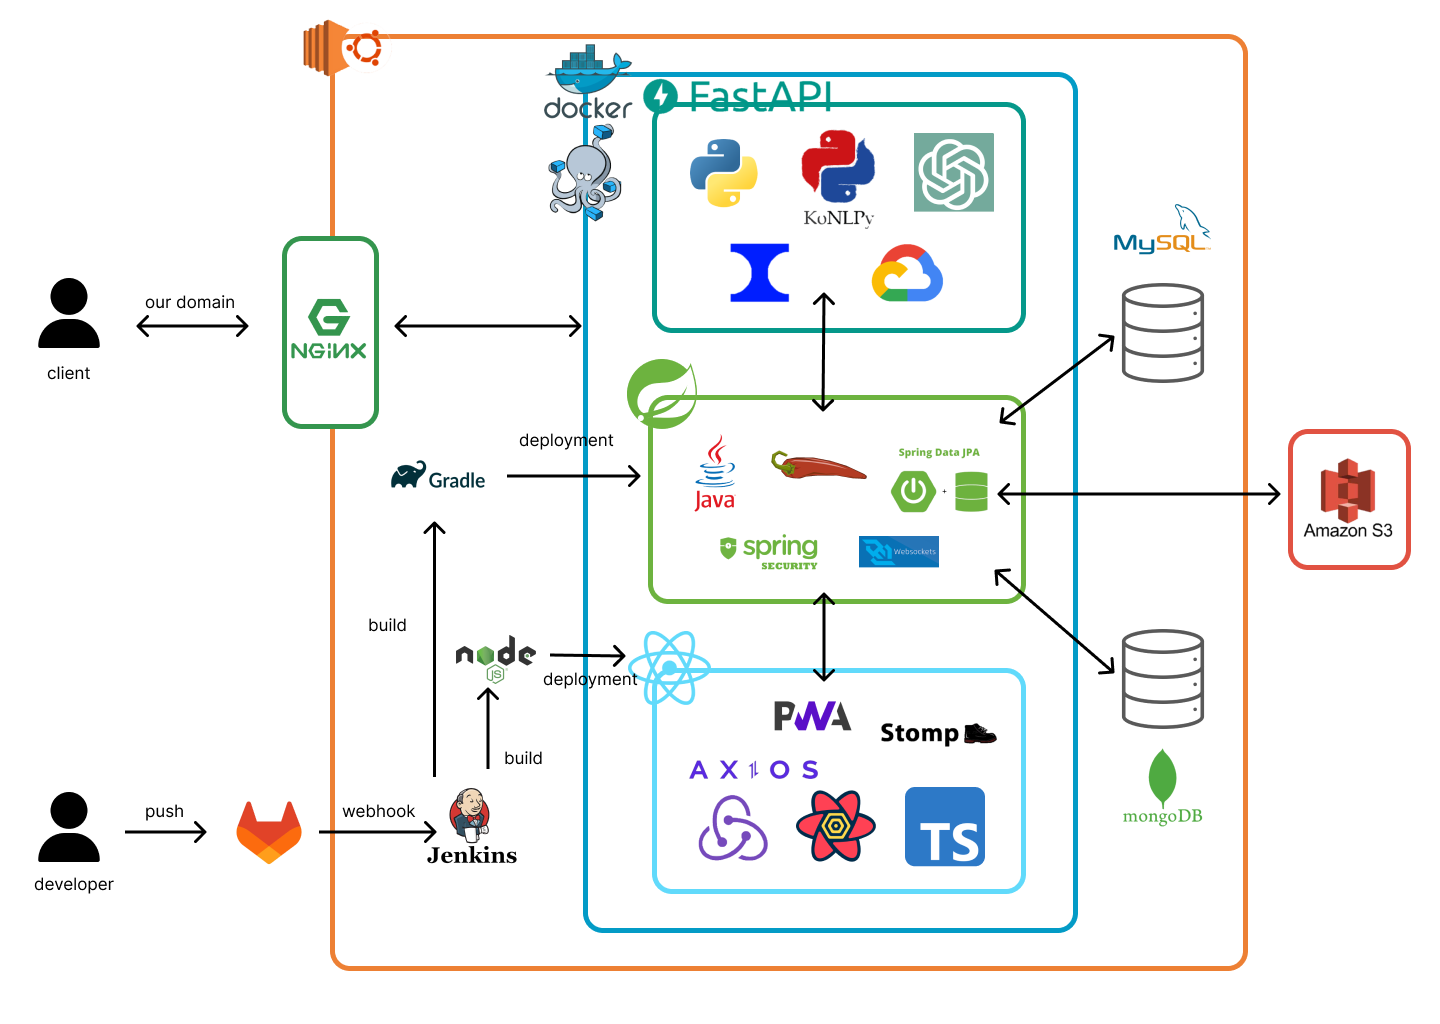 docker
FastAPI
KoNLPy
MySQL
our domain
NGiNX
client
deployment
Gradle
Java
Spring Data JPA
+
Amazon S3
spring
SECURITY
Websockets
build
node
JS
deployment
PWA
Stomp
build
AXIOS
push
webhook
TS
Jenkins
mongoDB
developer